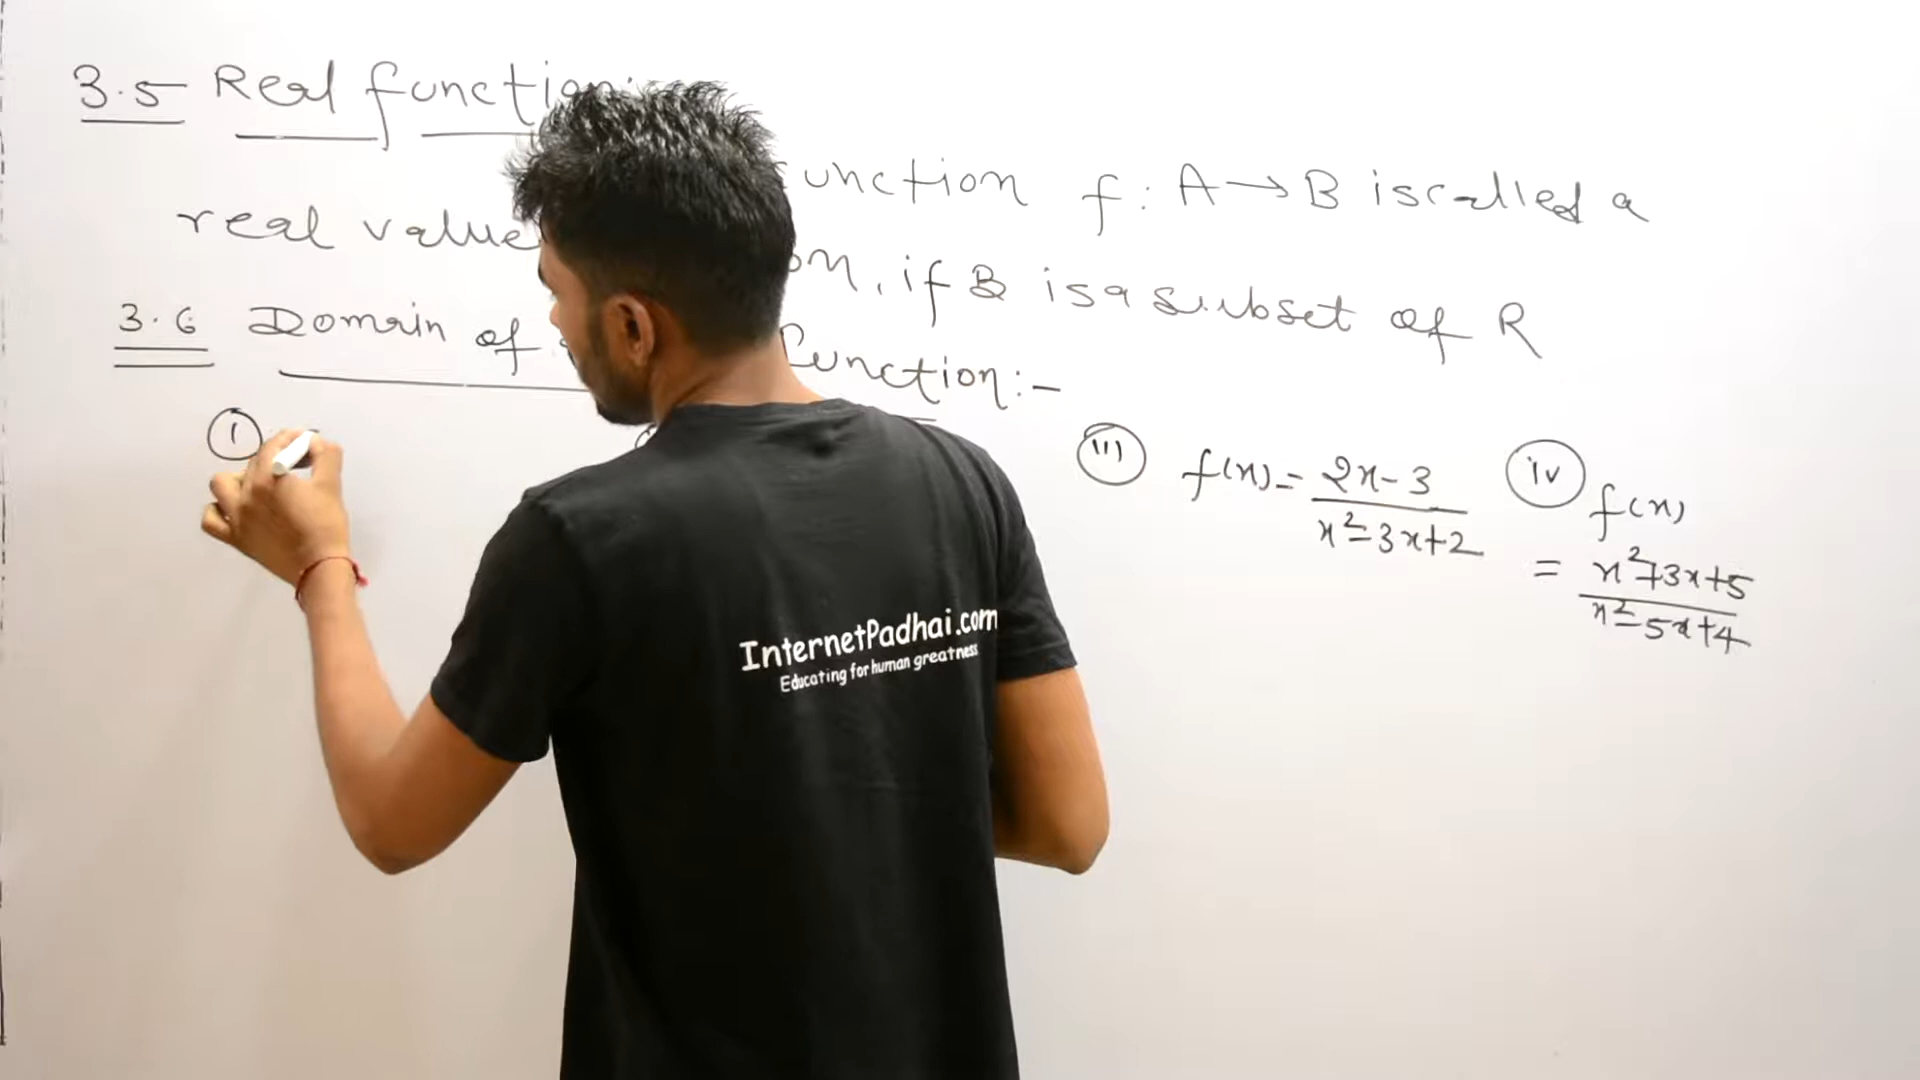 3.5 Real function:
unction f: A→B is called a
real value on, if B is a subset of R
3.6 Domain of function:-
(i)
(iii) f(x) = 2x-3
x²-3x+2
(iv) f(x)
= x²+3x+5
x²-5x+4
InternetPadhai.com
Educating for human greatness